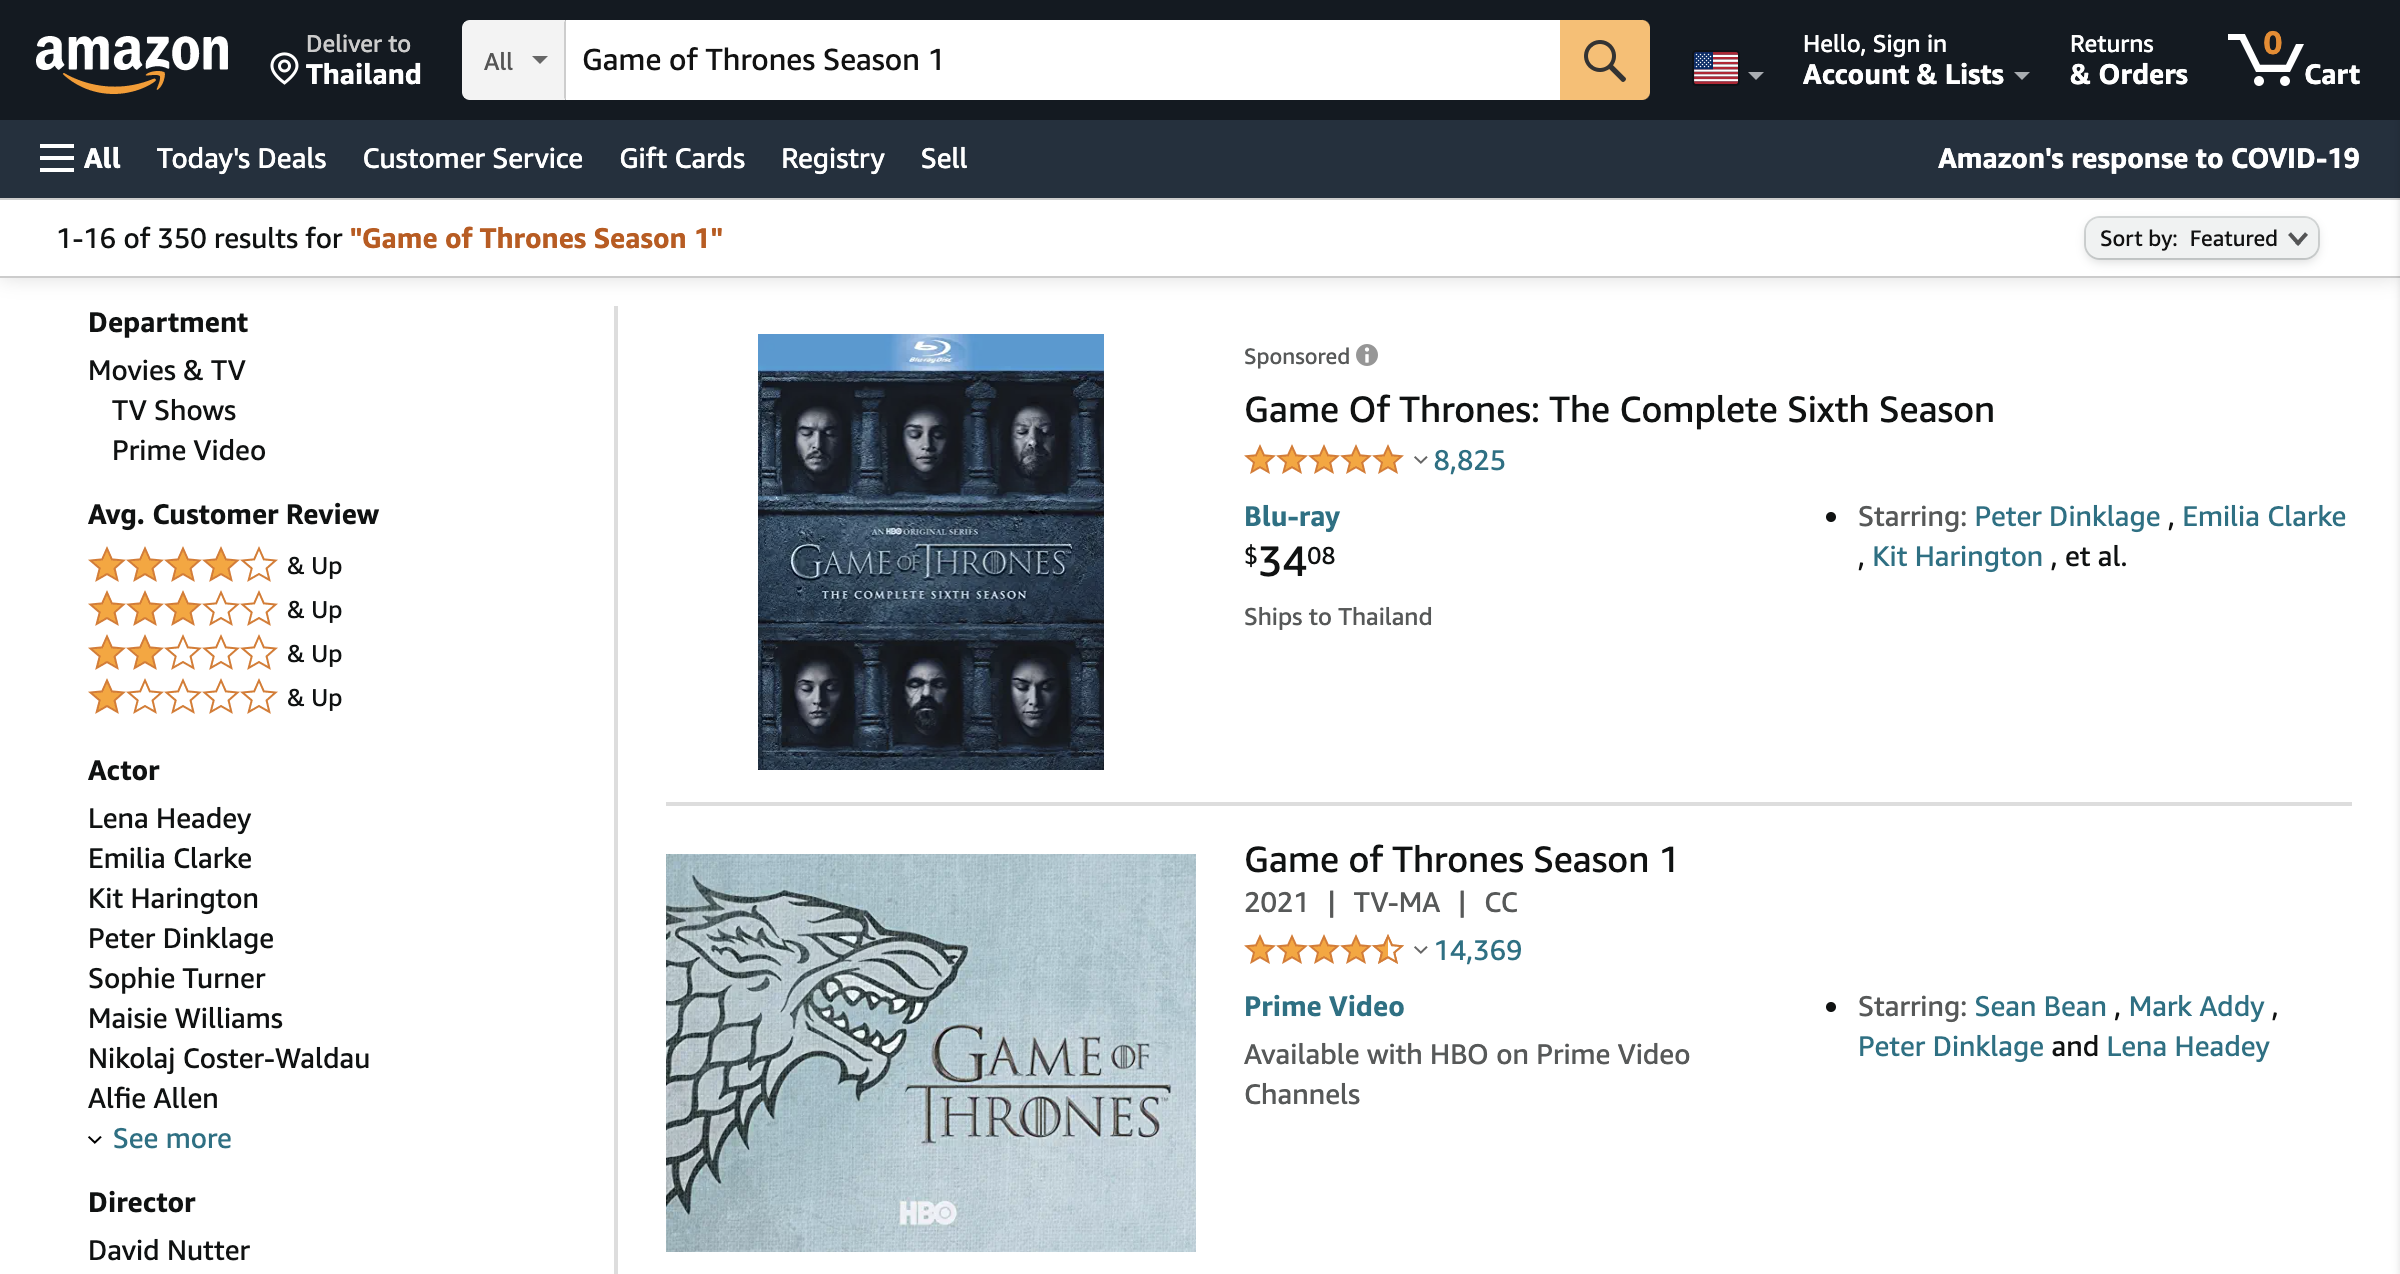 amazon
Deliver to
Thailand
All
Game of Thrones Season 1
Hello, Sign in
Account & Lists
Returns
& Orders
0
Cart
All
Today's Deals
Customer Service
Gift Cards
Registry
Sell
Amazon's response to COVID-19
1-16 of 350 results for "Game of Thrones Season 1"
Sort by: Featured
Department
Movies & TV
TV Shows
Prime Video
Avg. Customer Review
& Up
& Up
& Up
& Up
Actor
Lena Headey
Emilia Clarke
Kit Harington
Peter Dinklage
Sophie Turner
Maisie Williams
Nikolaj Coster-Waldau
Alfie Allen
See more
Director
David Nutter
Blu-ray Disc
AN HBO ORIGINAL SERIES
GAME OF THRONES
THE COMPLETE SIXTH SEASON
Sponsored
Game Of Thrones: The Complete Sixth Season
8,825
Blu-ray
$3408
Ships to Thailand
Starring: Peter Dinklage , Emilia Clarke
, Kit Harington , et al.
GAME OF
THRONES
HBO
Game of Thrones Season 1
2021 | TV-MA | CC
14,369
Prime Video
Available with HBO on Prime Video
Channels
Starring: Sean Bean , Mark Addy ,
Peter Dinklage and Lena Headey